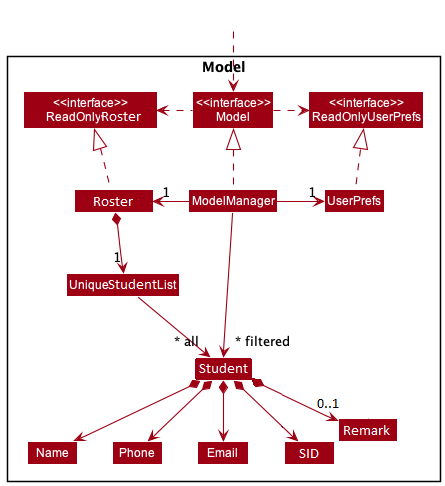 Model
<<interface>>
ReadOnlyRoster
<<interface>>
Model
<<interface>>
ReadOnlyUserPrefs
Roster
1
ModelManager
1
UserPrefs
1
UniqueStudentList
* all
* filtered
Student
0..1
Name
Phone
Email
SID
Remark